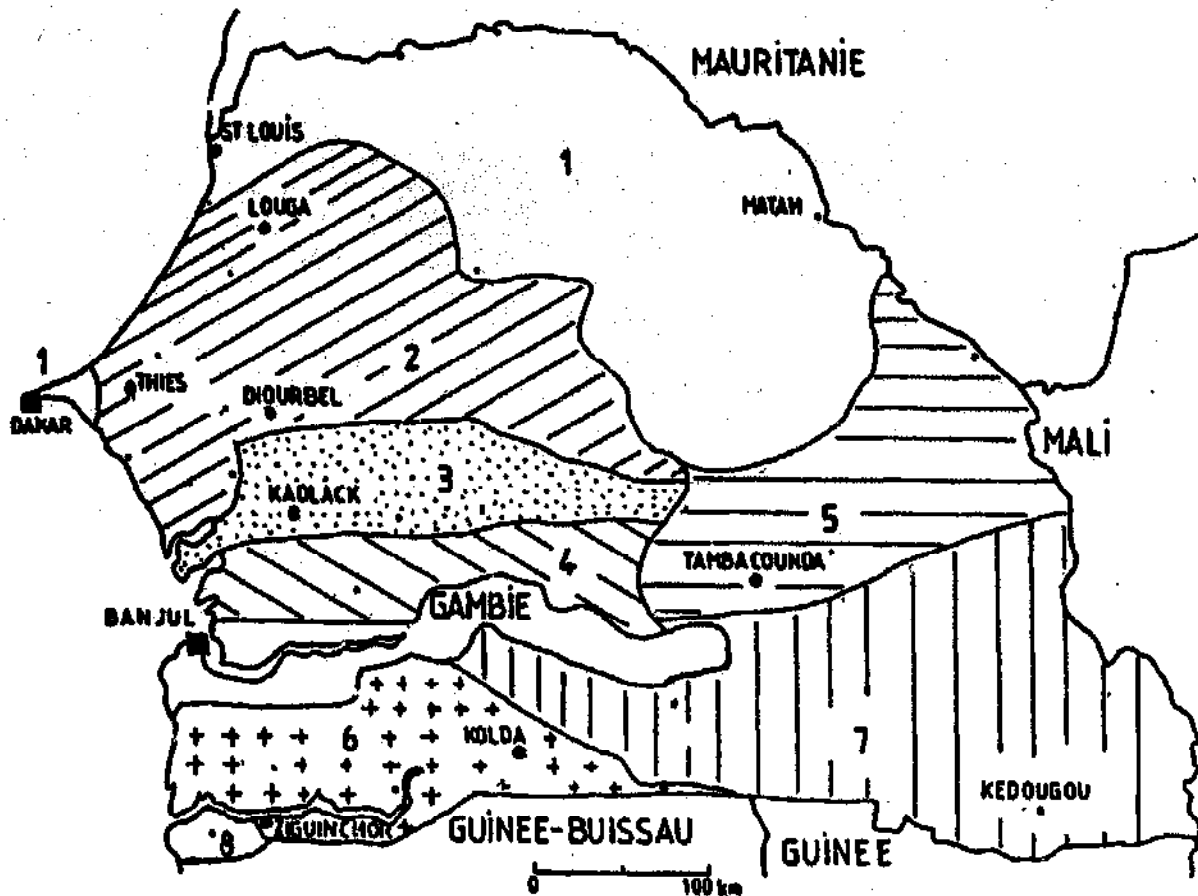 MAURITANIE
ST LOUIS
1
LOUGA
MATAM
1
2
THIES
DIOURBEL
DAKAR
MALI
3
KAOLACK
5
4
TAMBACOUNDA
GAMBIE
BANJUL
6
KOLDA
7
KEDOUGOU
ZIGUINCHOR
8
GUINEE-BUISSAU
GUINEE
0 100 km